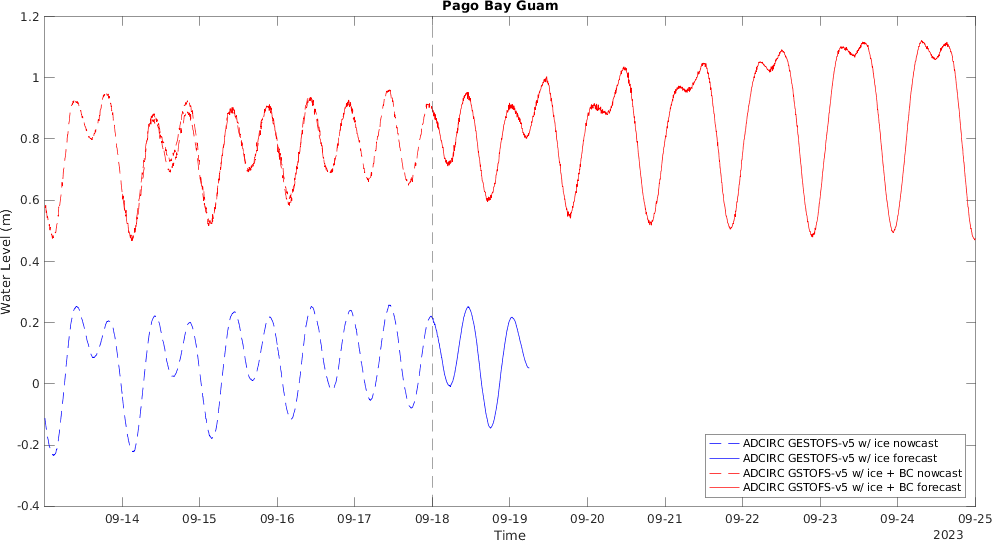 Pago Bay Guam
1.2
1
0.8
0.6
0.4
0.2
0
-0.2
-0.4
Water Level (m)
09-14 09-15 09-16 09-17 09-18 09-19 09-20 09-21 09-22 09-23 09-24 09-25
Time
2023
ADCIRC GESTOFS-v5 w/ ice nowcast
ADCIRC GESTOFS-v5 w/ ice forecast
ADCIRC GSTOFS-v5 w/ ice + BC nowcast
ADCIRC GSTOFS-v5 w/ ice + BC forecast